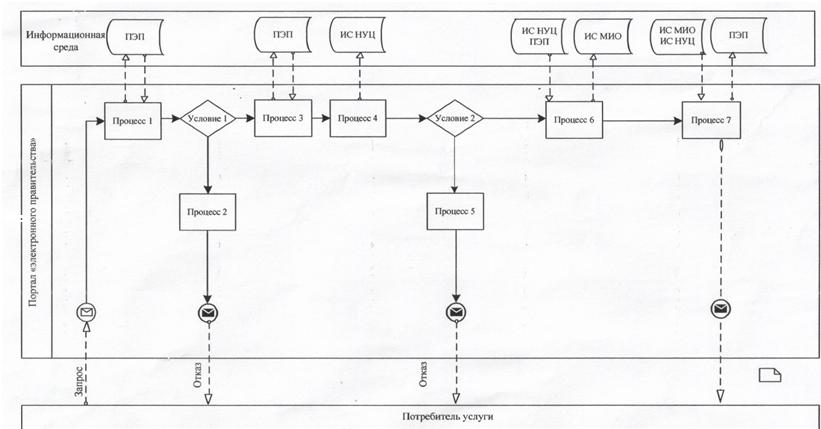 Информационная
среда
ПЭП
ПЭП
ИС НУЦ
ИС НУЦ
ПЭП
ИС МИО
ИС МИО
ИС НУЦ
ПЭП
Портал «электронного правительства»
Процесс 1
Условие 1
Процесс 3
Процесс 4
Условие 2
Процесс 6
Процесс 7
Процесс 2
Процесс 5
Запрос
Отказ
Отказ
Потребитель услуги